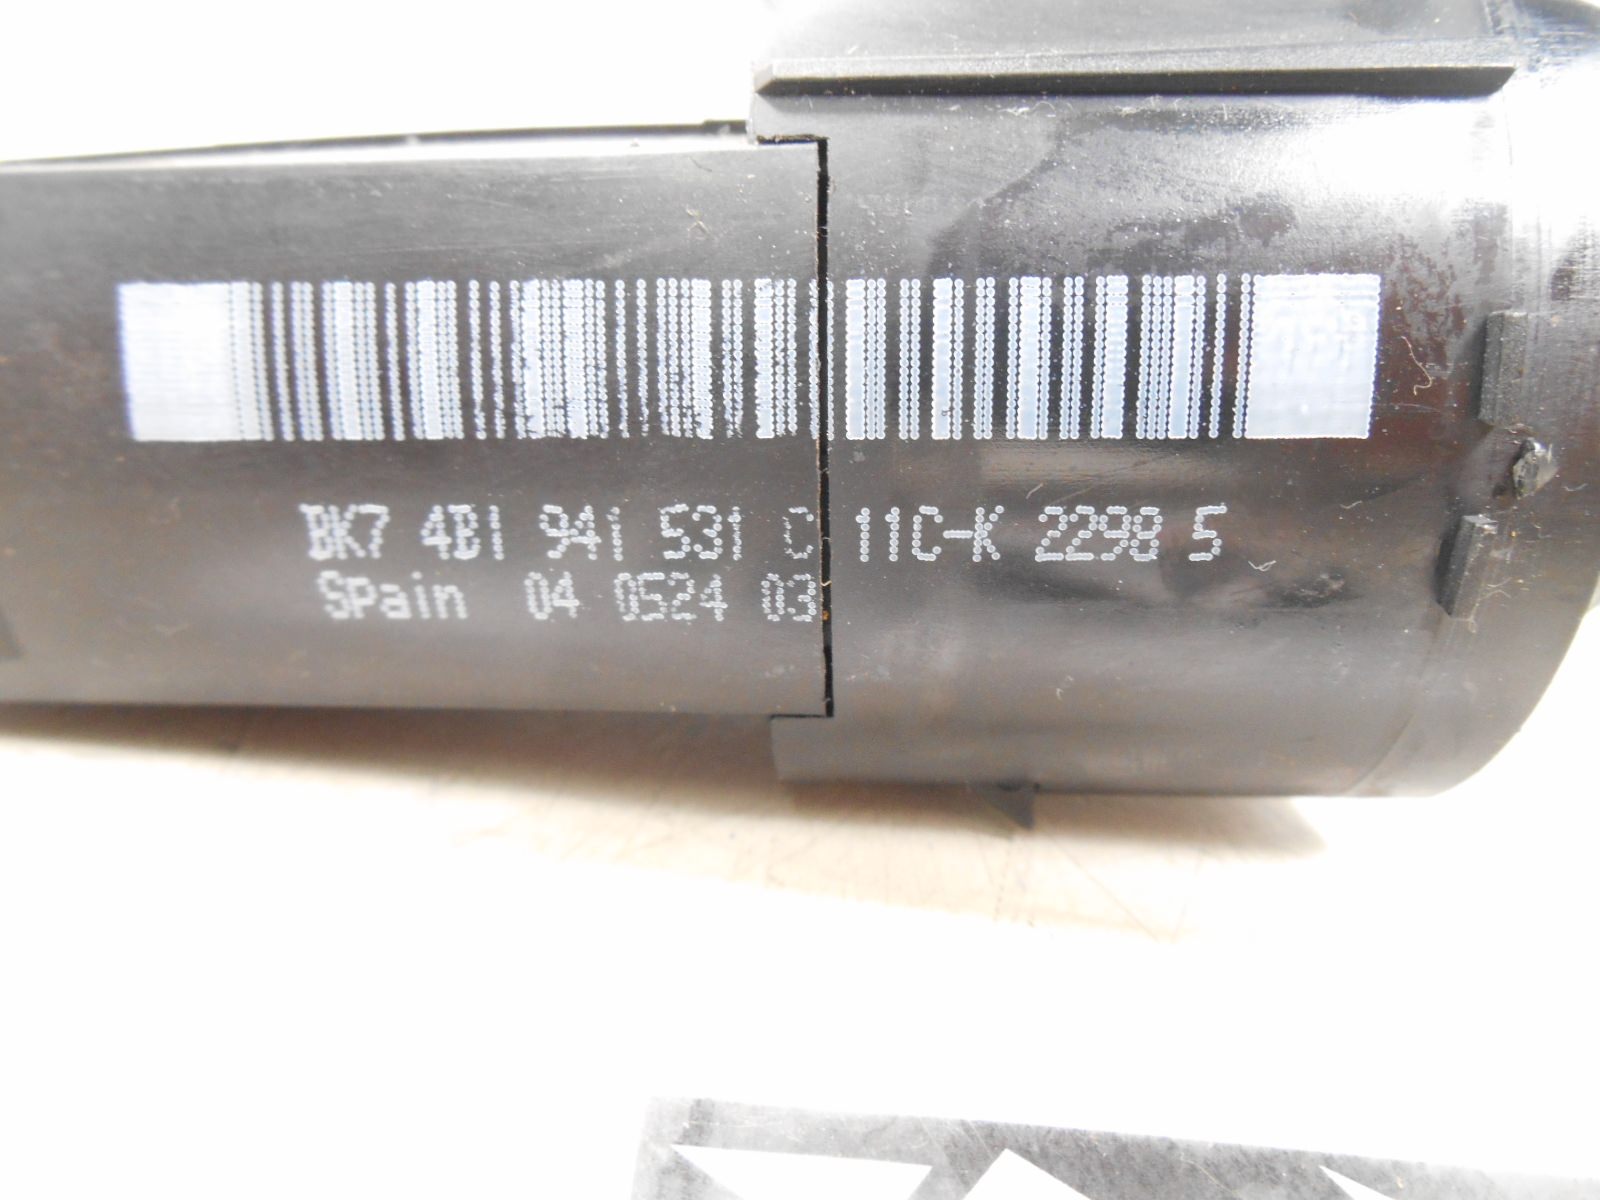 BK7 4B1 941 531 C 11C-K 2298 5
Spain 04 0524 03